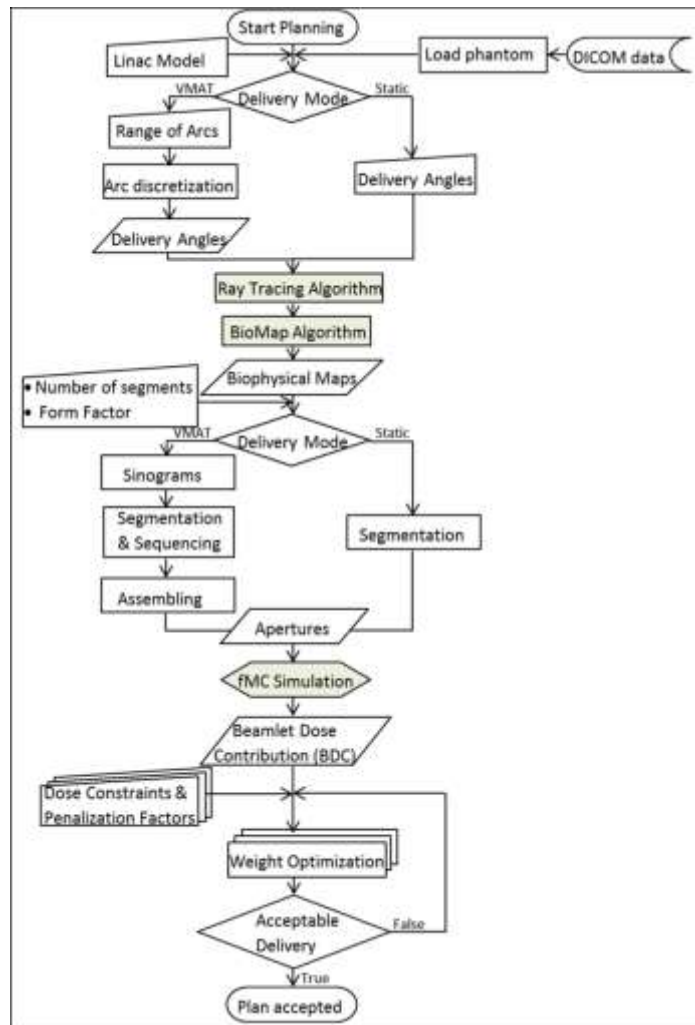 Start Planning
Linac Model
Load phantom
DICOM data
Delivery Mode
VMAT
Static
Range of Arcs
Arc discretization
Delivery Angles
Delivery Angles
Ray Tracing Algorithm
BioMap Algorithm
Biophysical Maps
• Number of segments
• Form Factor
Delivery Mode
VMAT
Static
Sinograms
Segmentation
& Sequencing
Segmentation
Assembling
Apertures
fMC Simulation
Beamlet Dose
Contribution (BDC)
Dose Constraints &
Penalization Factors
Weight Optimization
Acceptable
Delivery
False
True
Plan accepted